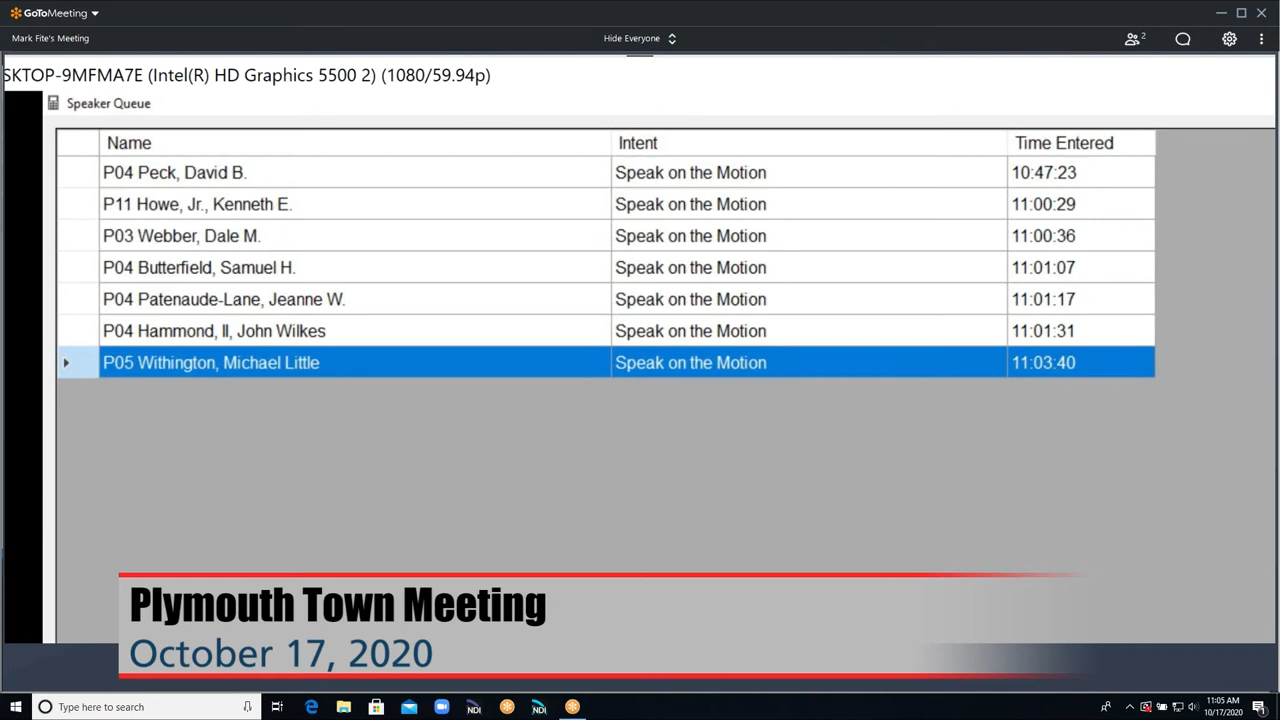 GoToMeeting
Mark Fite's Meeting
Hide Everyone
2
SKTOP-9MFMA7E (Intel(R) HD Graphics 5500 2) (1080/59.94p)
Speaker Queue
Name Intent Time Entered
P04 Peck, David B. Speak on the Motion 10:47:23
P11 Howe, Jr., Kenneth E. Speak on the Motion 11:00:29
P03 Webber, Dale M. Speak on the Motion 11:00:36
P04 Butterfield, Samuel H. Speak on the Motion 11:01:07
P04 Patenaude-Lane, Jeanne W. Speak on the Motion 11:01:17
P04 Hammond, II, John Wilkes Speak on the Motion 11:01:31
P05 Withington, Michael Little Speak on the Motion 11:03:40
Plymouth Town Meeting
October 17, 2020
Type here to search
NDI
NDI
11:05 AM
10/17/2020
1